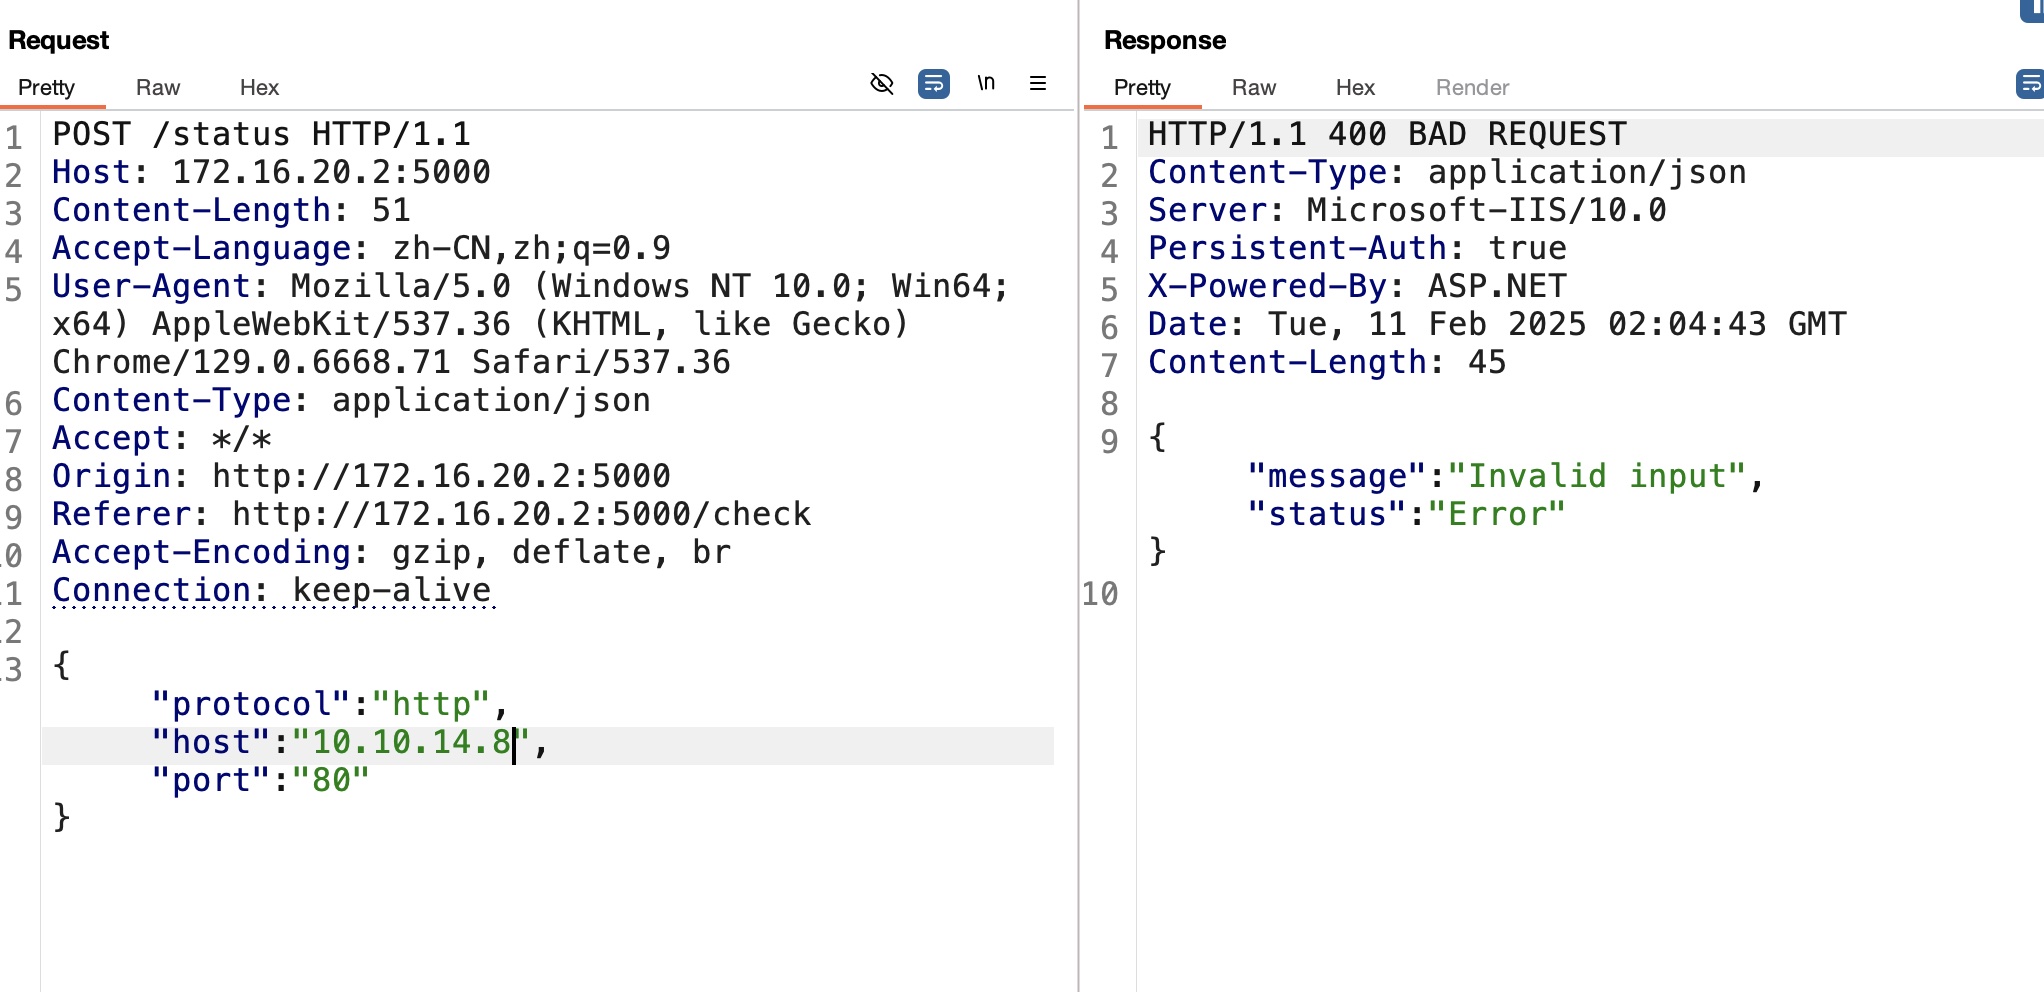 Request
Pretty Raw Hex \n
1 POST /status HTTP/1.1
2 Host: 172.16.20.2:5000
3 Content-Length: 51
4 Accept-Language: zh-CN,zh;q=0.9
5 User-Agent: Mozilla/5.0 (Windows NT 10.0; Win64;
x64) AppleWebKit/537.36 (KHTML, like Gecko)
Chrome/129.0.6668.71 Safari/537.36
6 Content-Type: application/json
7 Accept: */*
8 Origin: http://172.16.20.2:5000
9 Referer: http://172.16.20.2:5000/check
10 Accept-Encoding: gzip, deflate, br
11 Connection: keep-alive
12
13 {
"protocol":"http",
"host":"10.10.14.8",
"port":"80"
}
Response
Pretty Raw Hex Render
1 HTTP/1.1 400 BAD REQUEST
2 Content-Type: application/json
3 Server: Microsoft-IIS/10.0
4 Persistent-Auth: true
5 X-Powered-By: ASP.NET
6 Date: Tue, 11 Feb 2025 02:04:43 GMT
7 Content-Length: 45
8
9 {
"message":"Invalid input",
"status":"Error"
}
10